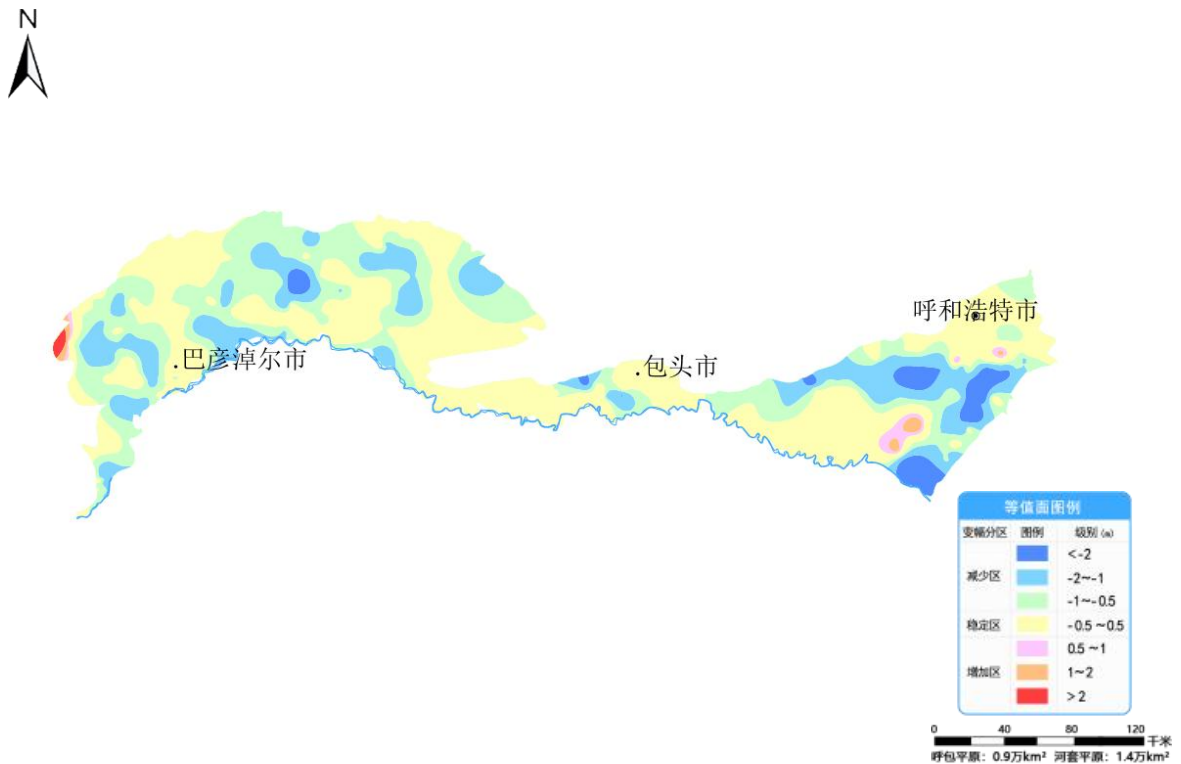 N
呼和浩特市
.巴彦淖尔市
.包头市
等值面图例
变幅分区 图例 级别 (m)
减少区
<-2
-2~-1
-1~-0.5
稳定区 -0.5~0.5
增加区
0.5~1
1~2
>2
0 40 80 120 千米
呼包平原：0.9万km² 河套平原：1.4万km²